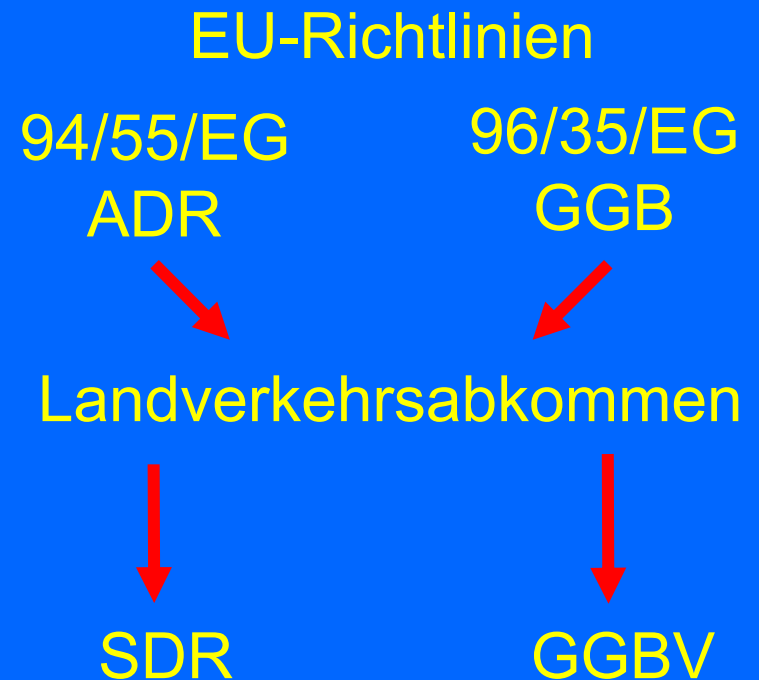 EU-Richtlinien
94/55/EG
ADR
96/35/EG
GGB
Landverkehrsabkommen
SDR
GGBV